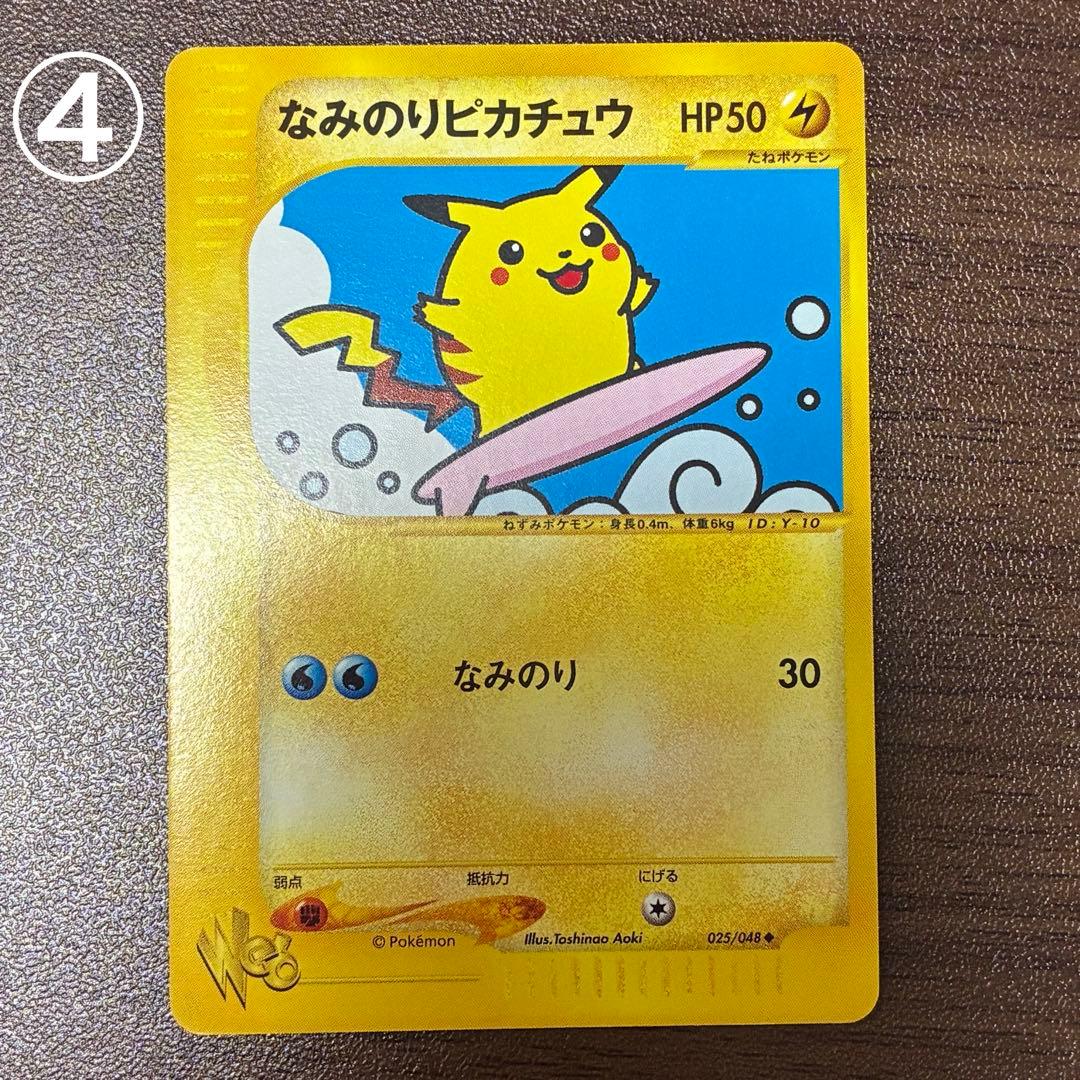 ④
なみのりピカチュウ HP50
たねポケモン
ねずみポケモン：身長0.4m、体重6kg ID:Y-10
なみのり 30
弱点 抵抗力 にげる
© Pokémon Illus.Toshinao Aoki 025/048◆
Web